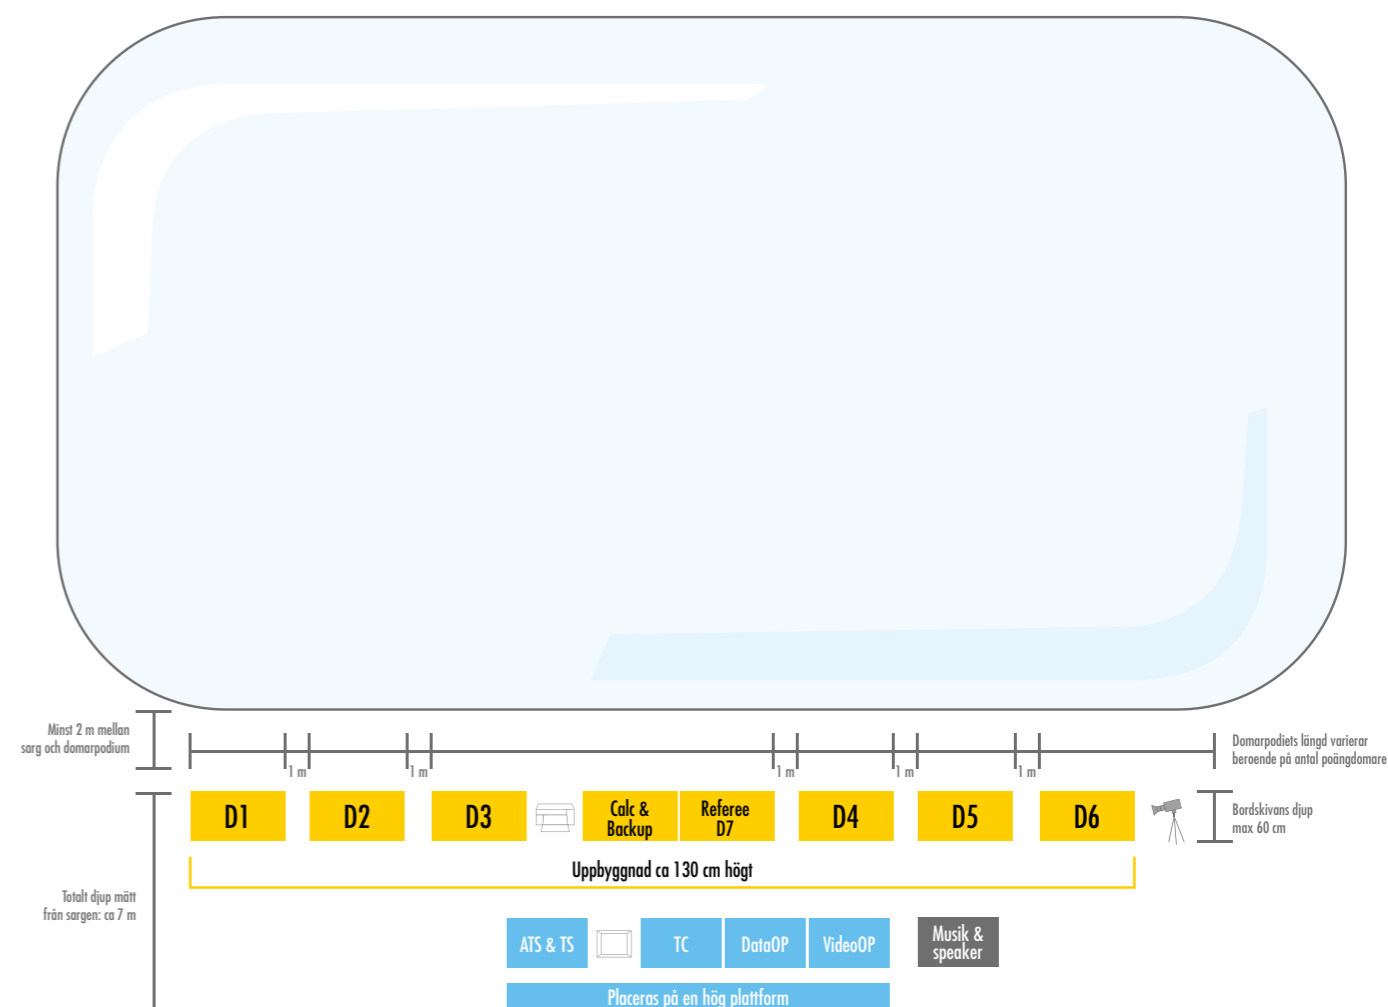 Minst 2 m mellan
sarg och domarpodium
Domarpodiets längd varierar
beroende på antal poängdomare
1 m
1 m
1 m
1 m
1 m
D1
D2
D3
Calc &
Backup
Referee
D7
D4
D5
D6
Bordskivans djup
max 60 cm
Uppbyggnad ca 130 cm högt
Totalt djup mätt
från sargen: ca 7 m
ATS & TS
TC
DataOP
VideoOP
Musik &
speaker
Placeras på en hög plattform